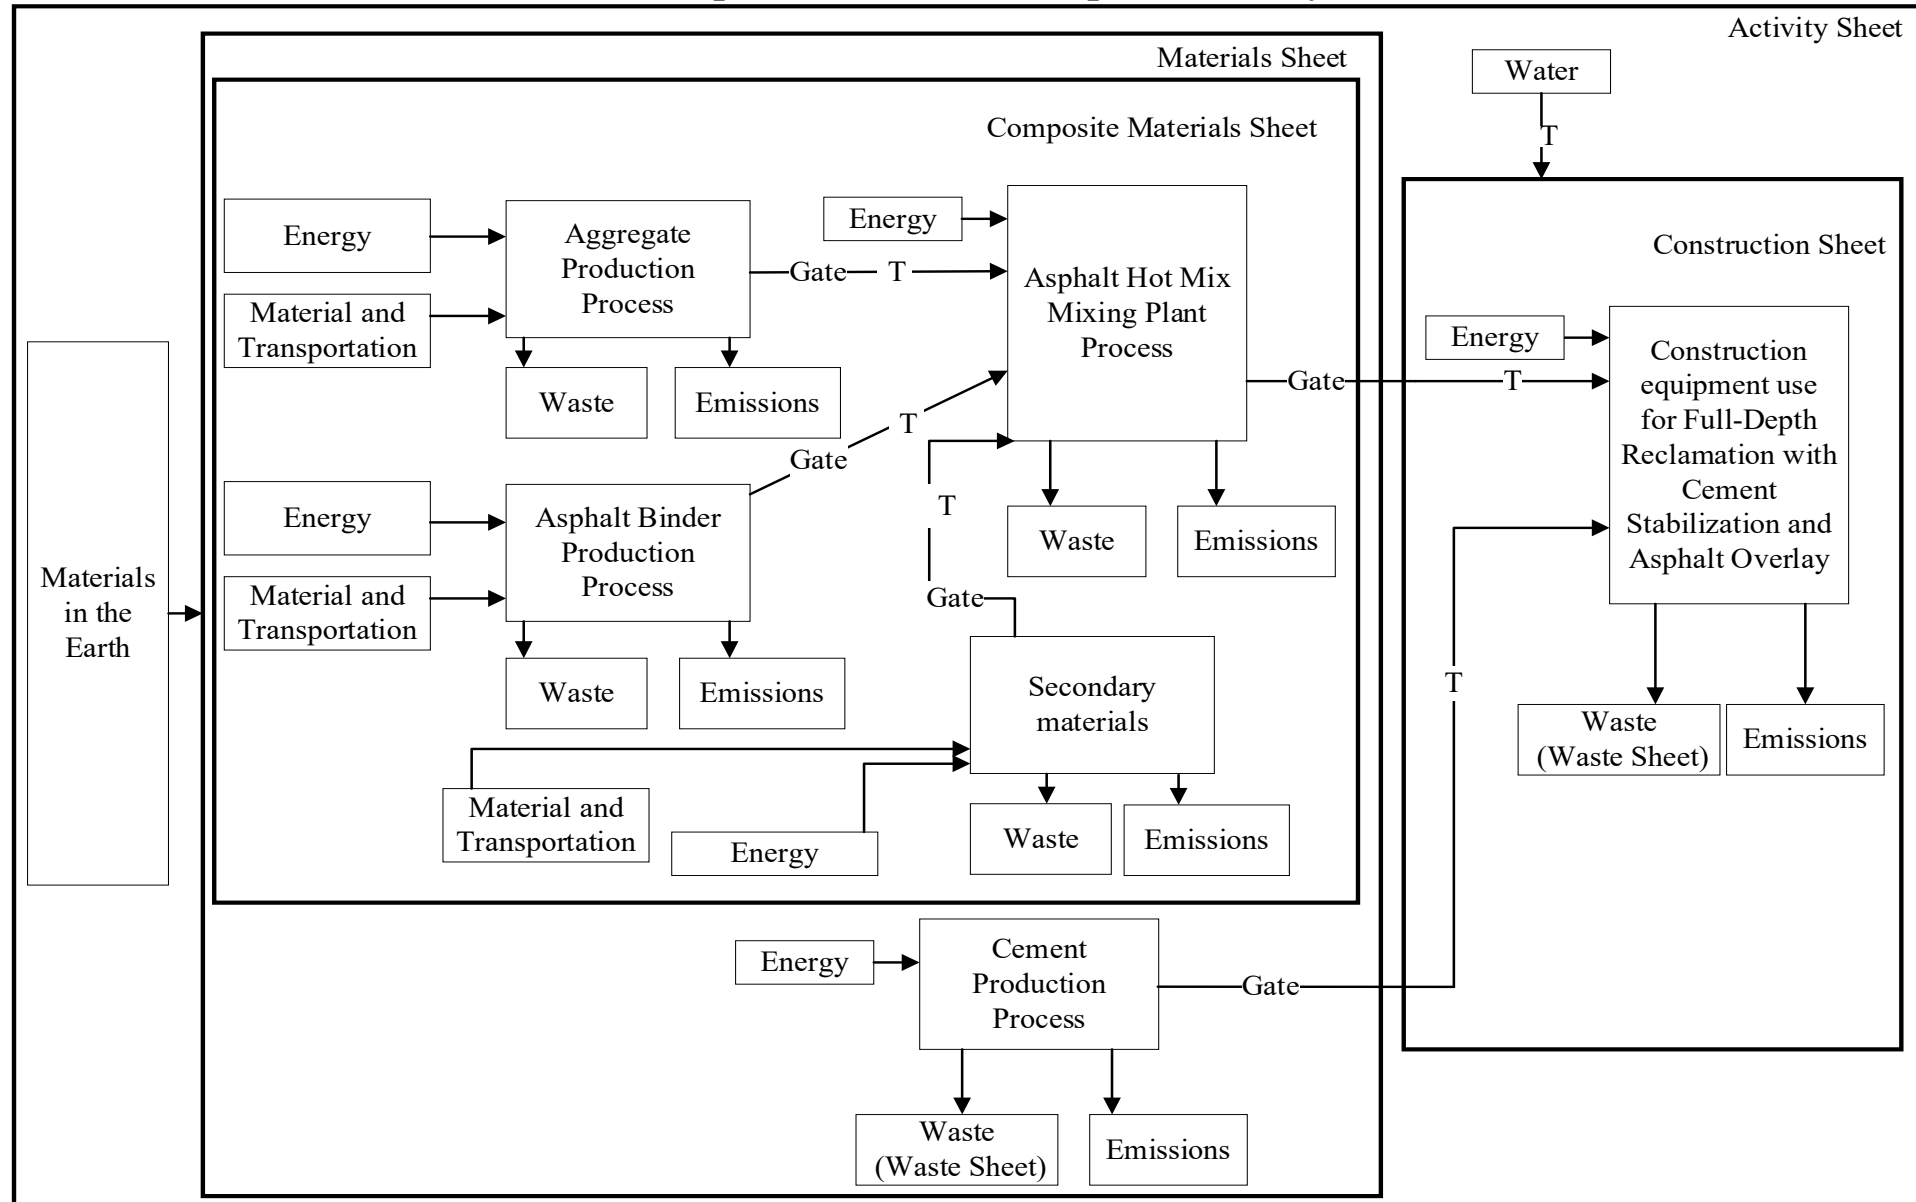 Activity Sheet
Materials Sheet
Water
T
Composite Materials Sheet
Construction Sheet
Energy
Material and
Transportation
Aggregate
Production
Process
Waste
Emissions
Gate
T
Energy
Asphalt Hot Mix
Mixing Plant
Process
Gate
T
Energy
Construction
equipment use
for Full-Depth
Reclamation with
Cement
Stabilization and
Asphalt Overlay
Energy
Material and
Transportation
Asphalt Binder
Production
Process
Gate
T
Waste
Emissions
T
Gate
Waste
Emissions
Materials
in the
Earth
Secondary
materials
Material and
Transportation
Energy
Waste
Emissions
T
Waste
(Waste Sheet)
Emissions
Energy
Cement
Production
Process
Gate
Waste
(Waste Sheet)
Emissions